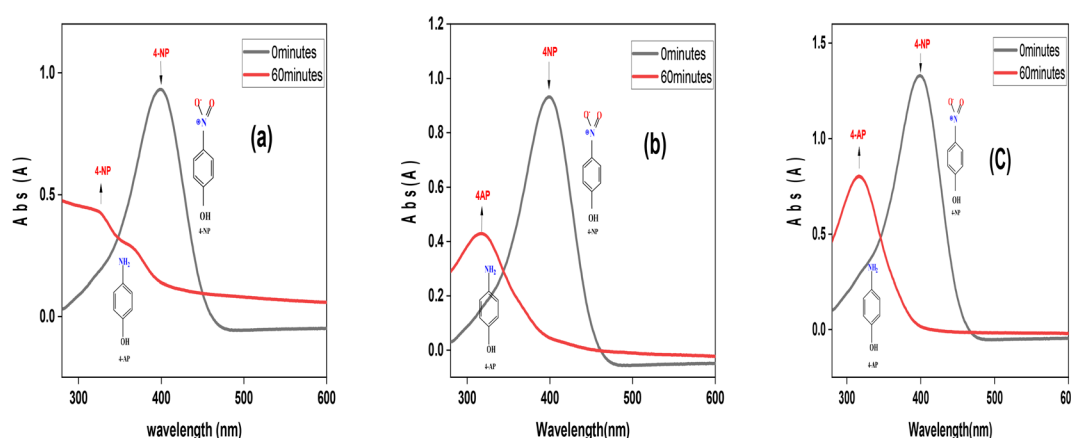 4-NP
0minutes
60minutes
O-
O
N
(a)
4-NP
OH
4-NP
NH2
OH
4-AP
1.0
0.5
0.0
Abs (A)
300
400
500
600
wavelength (nm)
4NP
0minutes
60minutes
O-
O
N
(b)
4AP
OH
4-NP
NH2
OH
4-AP
1.2
1.0
0.8
0.6
0.4
0.2
0.0
Abs(A)
300
400
500
600
Wavelength(nm)
4-NP
0minutes
60minutes
O-
O
N
(C)
4-AP
OH
4-NP
NH2
OH
4-AP
1.5
1.0
0.5
0.0
Abs (A)
300
400
500
60
Wavelength(nm)